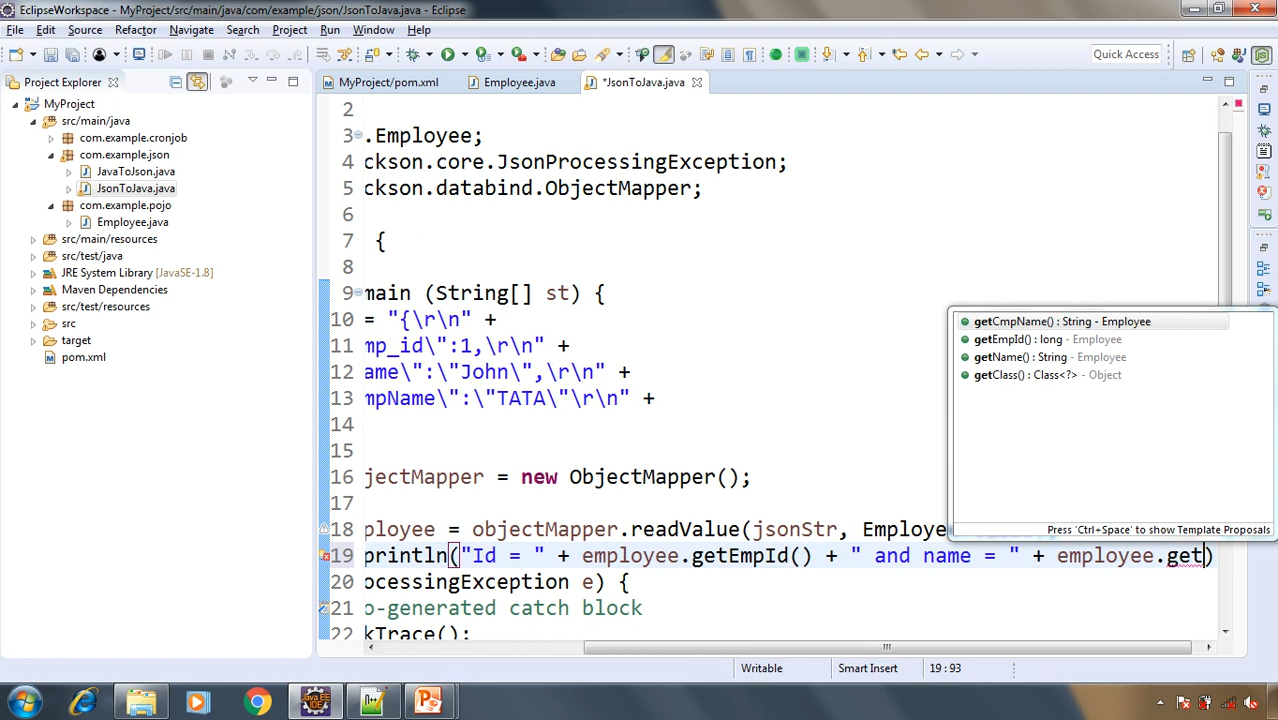 EclipseWorkspace - MyProject/src/main/java/com/example/json/JsonToJava.java - Eclipse
File Edit Source Refactor Navigate Search Project Run Window Help
Quick Access
Project Explorer
MyProject/pom.xml Employee.java *JsonToJava.java
MyProject
src/main/java
com.example.cronjob
com.example.json
JavaToJson.java
JsonToJava.java
com.example.pojo
Employee.java
src/main/resources
src/test/java
JRE System Library [JavaSE-1.8]
Maven Dependencies
src/test/resources
src
target
pom.xml
2
3 .Employee;
4 ckson.core.JsonProcessingException;
5 ckson.databind.ObjectMapper;
6
7 {
8
9 main (String[] st) {
10 = "{\r\n" +
11 mp_id\":1,\r\n" +
12 ame\":\"John\",\r\n" +
13 mpName\":\"TATA\"\r\n" +
14
15
16 jectMapper = new ObjectMapper();
17
18 ployee = objectMapper.readValue(jsonStr, Employe
19 println("Id = " + employee.getEmpId() + " and name = " + employee.get)
20 ocessingException e) {
21 o-generated catch block
22 kTrace();
getCmpName() : String - Employee
getEmpId() : long - Employee
getName() : String - Employee
getClass() : Class<?> - Object
Press 'Ctrl+Space' to show Template Proposals
Writable Smart Insert 19 : 93
Java EE
IDE